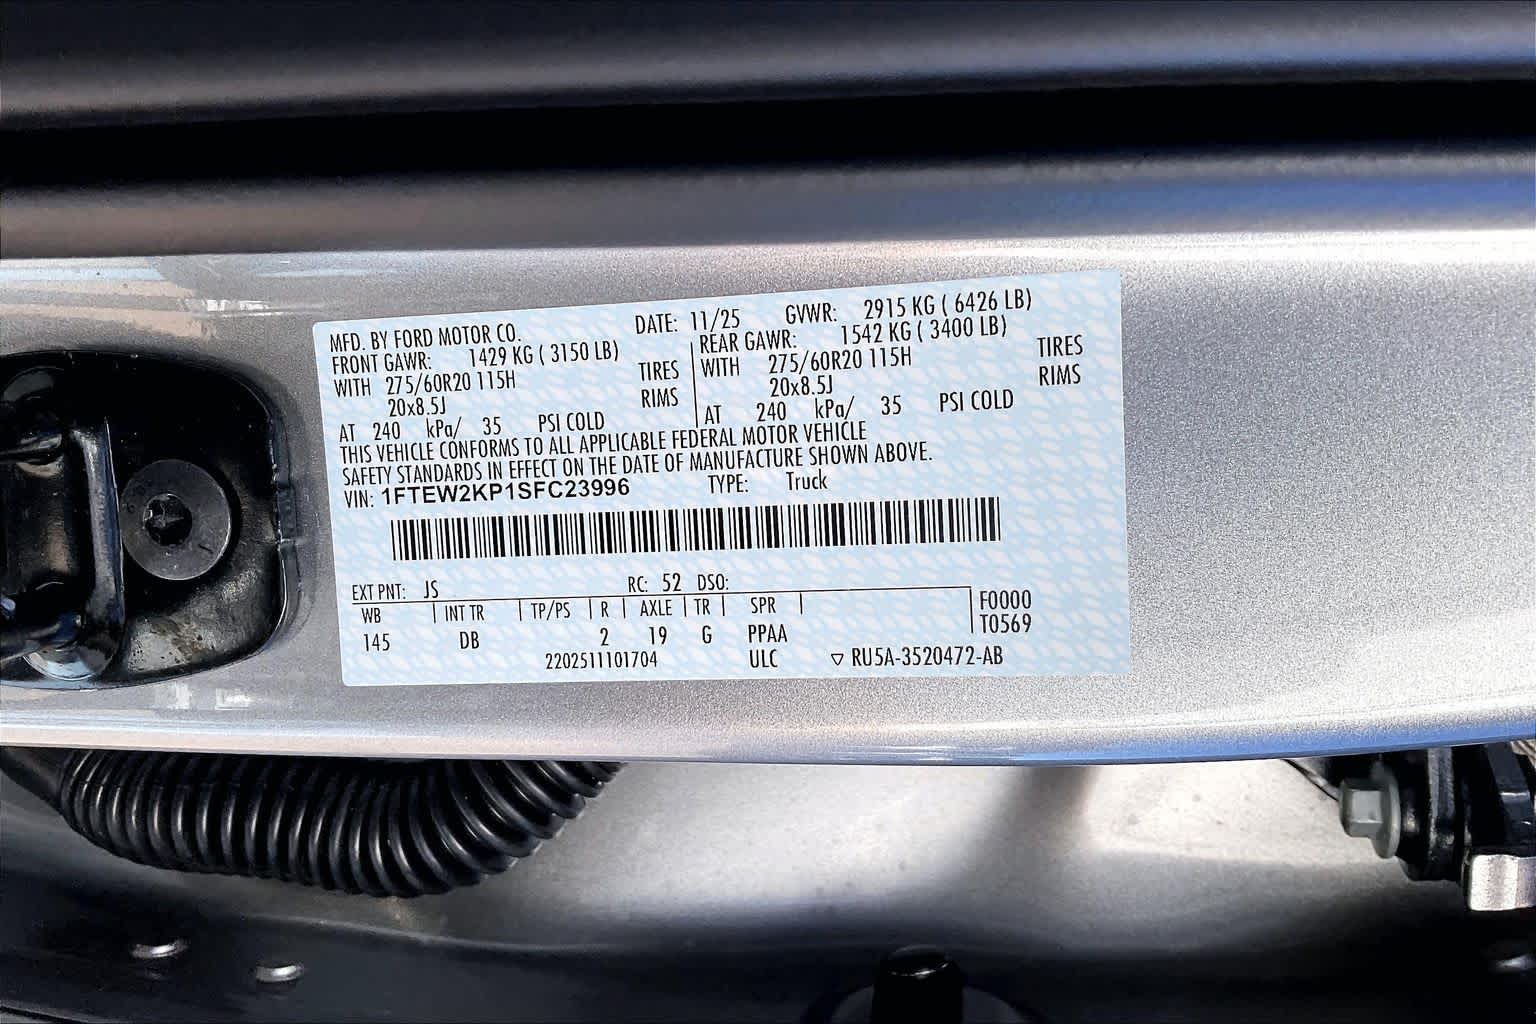 MFD. BY FORD MOTOR CO. DATE: 11/25 GVWR: 2915 KG ( 6426 LB)
FRONT GAWR: 1429 KG ( 3150 LB) REAR GAWR: 1542 KG ( 3400 LB)
WITH 275/60R20 115H TIRES WITH 275/60R20 115H TIRES
20x8.5J RIMS 20x8.5J RIMS
AT 240 kPa/ 35 PSI COLD AT 240 kPa/ 35 PSI COLD
THIS VEHICLE CONFORMS TO ALL APPLICABLE FEDERAL MOTOR VEHICLE
SAFETY STANDARDS IN EFFECT ON THE DATE OF MANUFACTURE SHOWN ABOVE.
VIN: 1FTEW2KP1SFC23996 TYPE: Truck
EXT PNT: JS RC: 52 DSO:
WB INT TR TP/PS R AXLE TR SPR F0000
145 DB 2 19 G PPAA T0569
2202511101704 ULC ▽ RU5A-3520472-AB